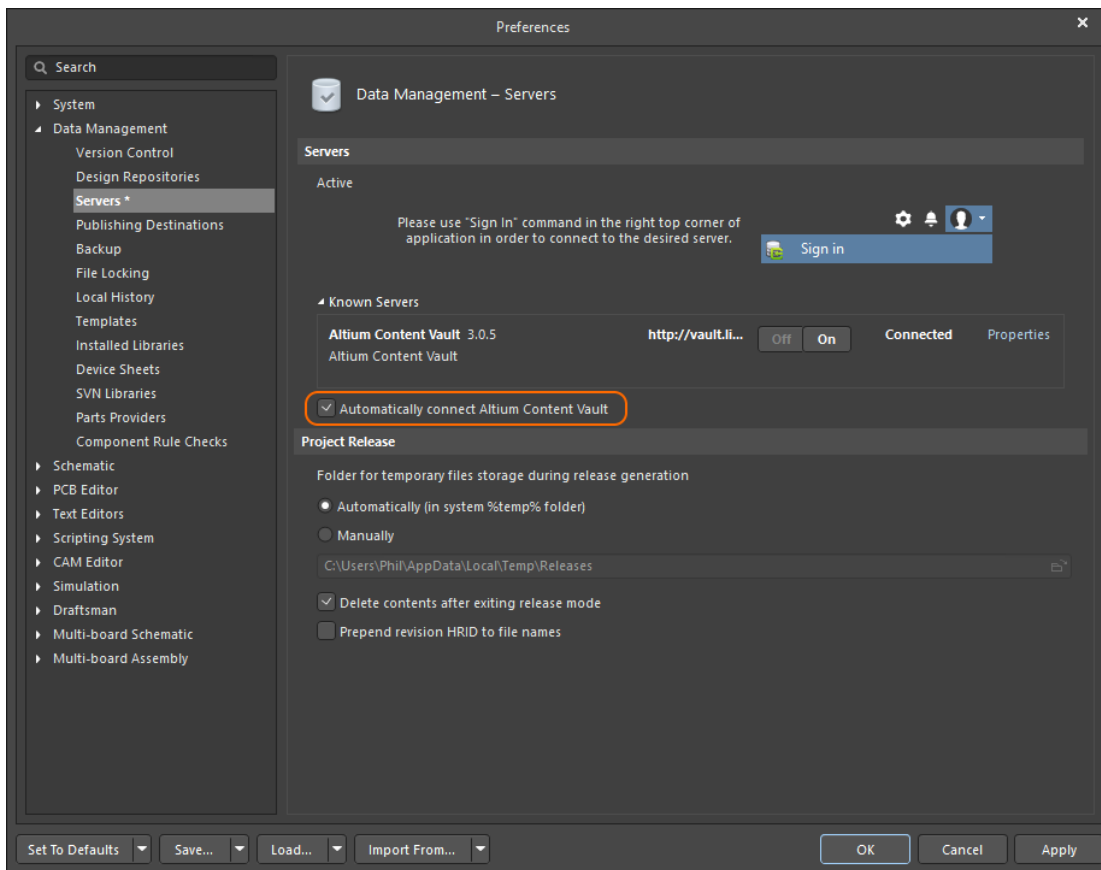 Preferences
Search
System
Data Management
Version Control
Design Repositories
Servers *
Publishing Destinations
Backup
File Locking
Local History
Templates
Installed Libraries
Device Sheets
SVN Libraries
Parts Providers
Component Rule Checks
Schematic
PCB Editor
Text Editors
Scripting System
CAM Editor
Simulation
Draftsman
Multi-board Schematic
Multi-board Assembly
Data Management – Servers
Servers
Active
Please use "Sign In" command in the right top corner of
application in order to connect to the desired server.
Sign in
Known Servers
Altium Content Vault 3.0.5 http://vault.li... Off On Connected Properties
Altium Content Vault
Automatically connect Altium Content Vault
Project Release
Folder for temporary files storage during release generation
Automatically (in system %temp% folder)
Manually
C:\Users\Phil\AppData\Local\Temp\Releases
Delete contents after exiting release mode
Prepend revision HRID to file names
Set To Defaults Save... Load... Import From... OK Cancel Apply